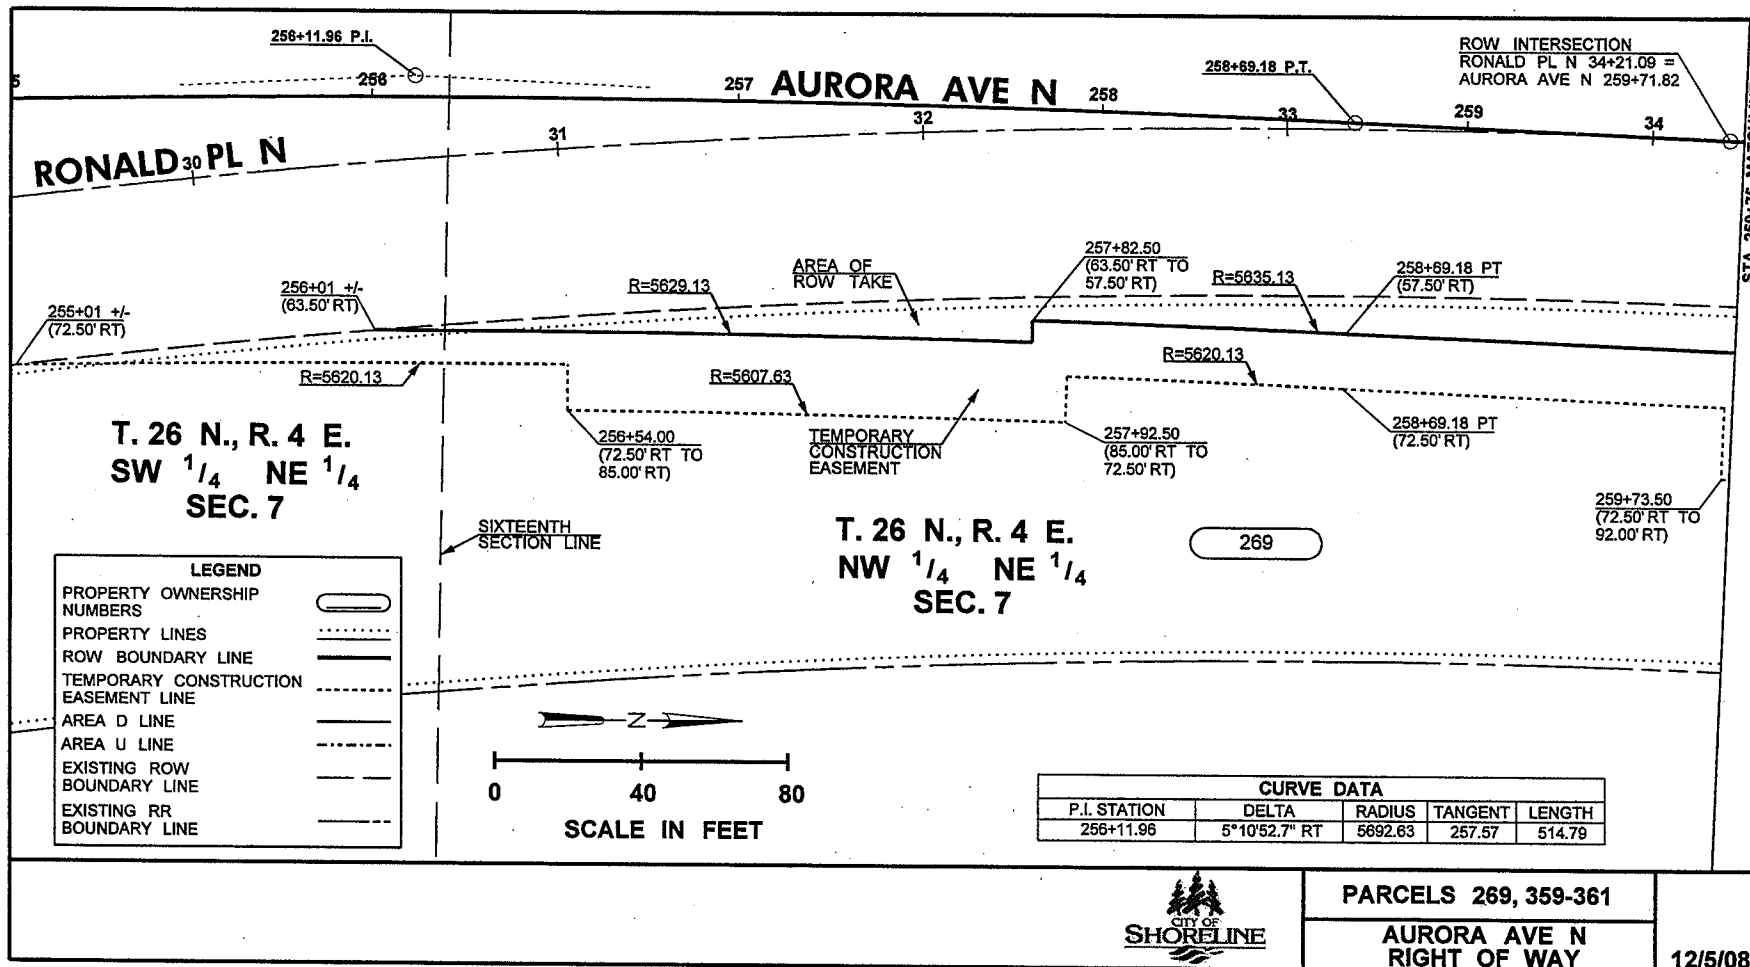 256+11.96 P.I.
5
256
257
AURORA AVE N
258+69.18 P.T.
258
259
ROW INTERSECTION
RONALD PL N 34+21.09 =
AURORA AVE N 259+71.82
RONALD PL N
30
31
32
33
34
255+01 +/-
(72.50' RT)
256+01 +/-
(63.50' RT)
R=5629.13
AREA OF
ROW TAKE
257+82.50
(63.50' RT TO
57.50' RT)
R=5635.13
258+69.18 PT
(57.50' RT)
R=5620.13
R=5607.63
R=5620.13
256+54.00
(72.50' RT TO
85.00' RT)
TEMPORARY
CONSTRUCTION
EASEMENT
257+92.50
(85.00' RT TO
72.50' RT)
258+69.18 PT
(72.50' RT)
259+73.50
(72.50' RT TO
92.00' RT)
T. 26 N., R. 4 E.
SW 1/4 NE 1/4
SEC. 7
SIXTEENTH
SECTION LINE
T. 26 N., R. 4 E.
NW 1/4 NE 1/4
SEC. 7
269
LEGEND
PROPERTY OWNERSHIP
NUMBERS
PROPERTY LINES
ROW BOUNDARY LINE
TEMPORARY CONSTRUCTION
EASEMENT LINE
AREA D LINE
AREA U LINE
EXISTING ROW
BOUNDARY LINE
EXISTING RR
BOUNDARY LINE
N
0 40 80
SCALE IN FEET
CURVE DATA
P.I. STATION DELTA RADIUS TANGENT LENGTH
256+11.96 5°10'52.7" RT 5692.63 257.57 514.79
CITY OF
SHORELINE
PARCELS 269, 359-361
AURORA AVE N
RIGHT OF WAY
12/5/08